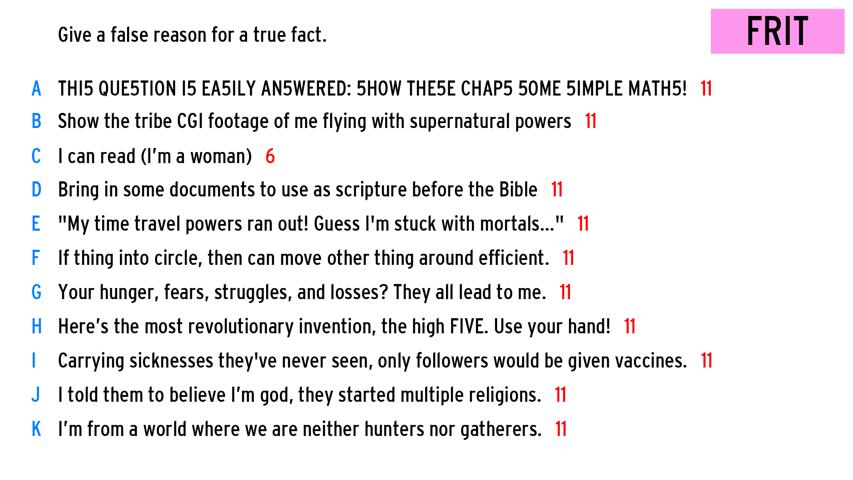 Give a false reason for a true fact.
FRIT
A THI5 QUE5TION I5 EA5ILY AN5WERED: 5HOW THE5E CHAP5 5OME 5IMPLE MATH5! 11
B Show the tribe CGI footage of me flying with supernatural powers 11
C I can read (I'm a woman) 6
D Bring in some documents to use as scripture before the Bible 11
E "My time travel powers ran out! Guess I'm stuck with mortals..." 11
F If thing into circle, then can move other thing around efficient. 11
G Your hunger, fears, struggles, and losses? They all lead to me. 11
H Here's the most revolutionary invention, the high FIVE. Use your hand! 11
I Carrying sicknesses they've never seen, only followers would be given vaccines. 11
J I told them to believe I'm god, they started multiple religions. 11
K I'm from a world where we are neither hunters nor gatherers. 11